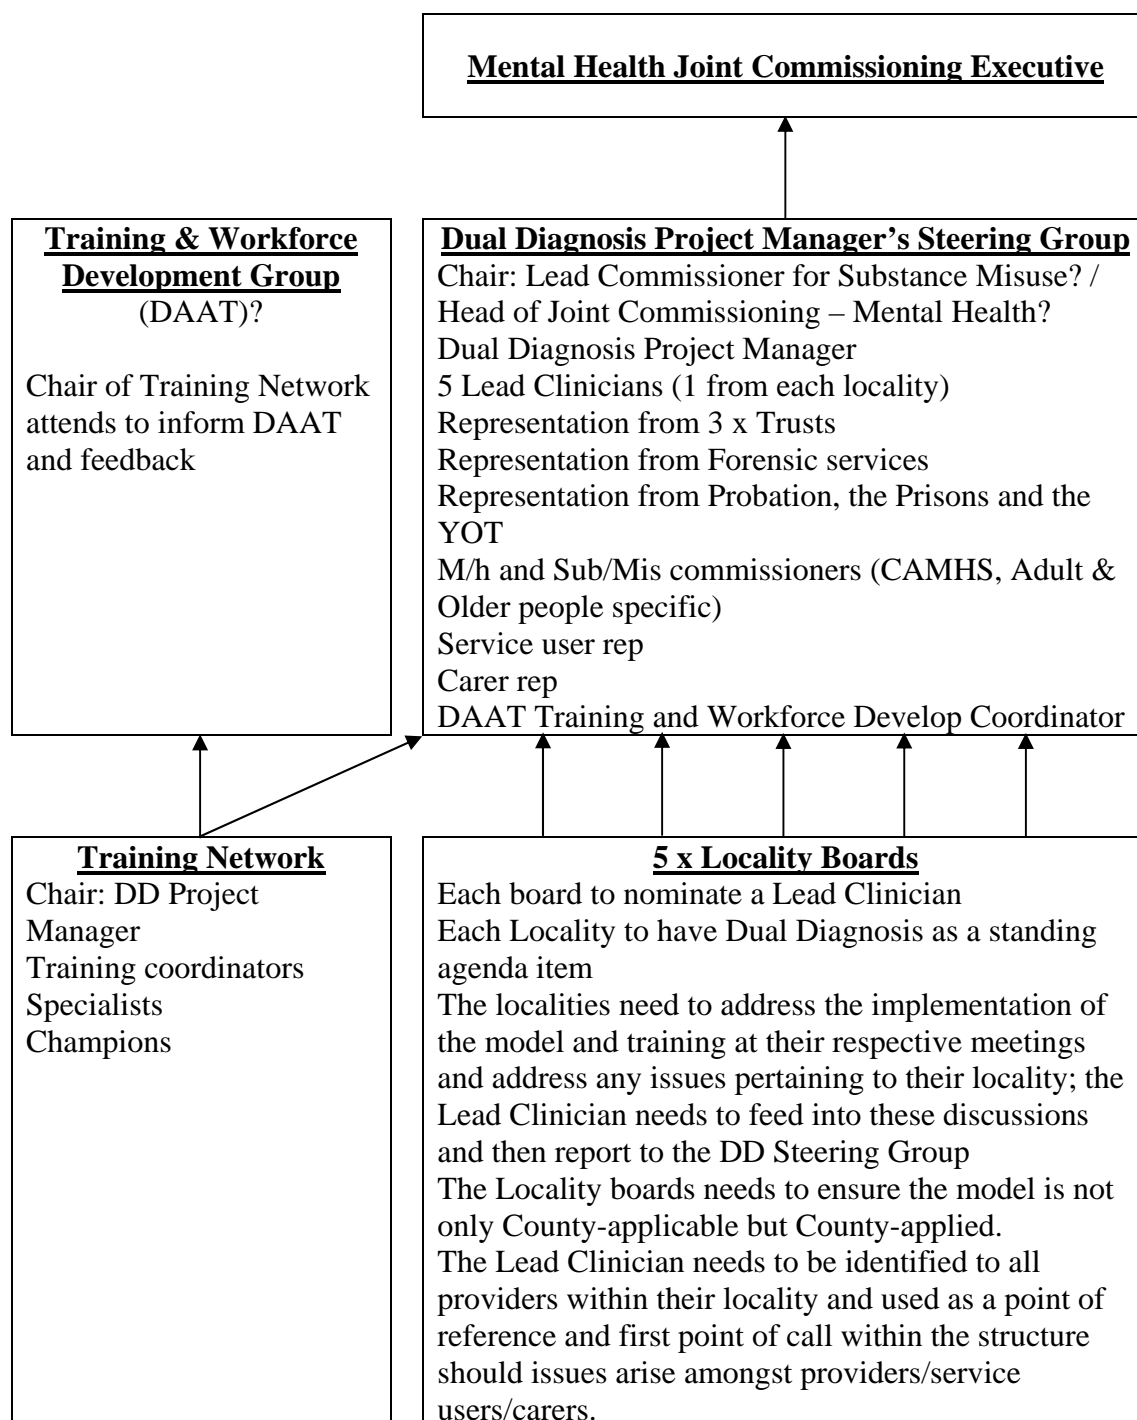 Mental Health Joint Commissioning Executive
Training & Workforce
Development Group
(DAAT)?
Chair of Training Network
attends to inform DAAT
and feedback
Dual Diagnosis Project Manager’s Steering Group
Chair: Lead Commissioner for Substance Misuse? /
Head of Joint Commissioning – Mental Health?
Dual Diagnosis Project Manager
5 Lead Clinicians (1 from each locality)
Representation from 3 x Trusts
Representation from Forensic services
Representation from Probation, the Prisons and the
YOT
M/h and Sub/Mis commissioners (CAMHS, Adult &
Older people specific)
Service user rep
Carer rep
DAAT Training and Workforce Develop Coordinator
Training Network
Chair: DD Project
Manager
Training coordinators
Specialists
Champions
5 x Locality Boards
Each board to nominate a Lead Clinician
Each Locality to have Dual Diagnosis as a standing
agenda item
The localities need to address the implementation of
the model and training at their respective meetings
and address any issues pertaining to their locality; the
Lead Clinician needs to feed into these discussions
and then report to the DD Steering Group
The Locality boards needs to ensure the model is not
only County-applicable but County-applied.
The Lead Clinician needs to be identified to all
providers within their locality and used as a point of
reference and first point of call within the structure
should issues arise amongst providers/service
users/carers.